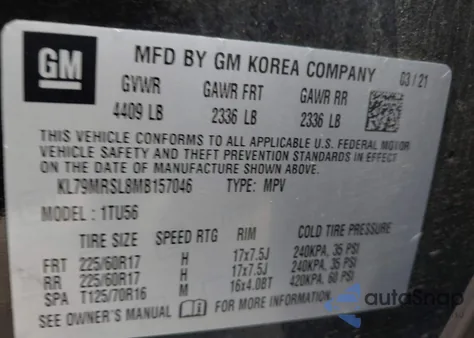 GM
MFD BY GM KOREA COMPANY 03/21
GVWR GAWR FRT GAWR RR
4409 LB 2336 LB 2336 LB
THIS VEHICLE CONFORMS TO ALL APPLICABLE U.S. FEDERAL MOTOR
VEHICLE SAFETY AND THEFT PREVENTION STANDARDS IN EFFECT
ON THE DATE OF MANUFACTURE SHOWN ABOVE.
KL79MRSL8MB157046 TYPE: MPV
MODEL: 1TU56
TIRE SIZE SPEED RTG RIM COLD TIRE PRESSURE
FRT 225/60R17 H 17x7.5J 240KPA, 35 PSI
RR 225/60R17 H 17x7.5J 240KPA, 35 PSI
SPA T125/70R16 M 16x4.0BT 420KPA, 60 PSI
SEE OWNER'S MANUAL FOR MORE INFORMATION.
autoSnap